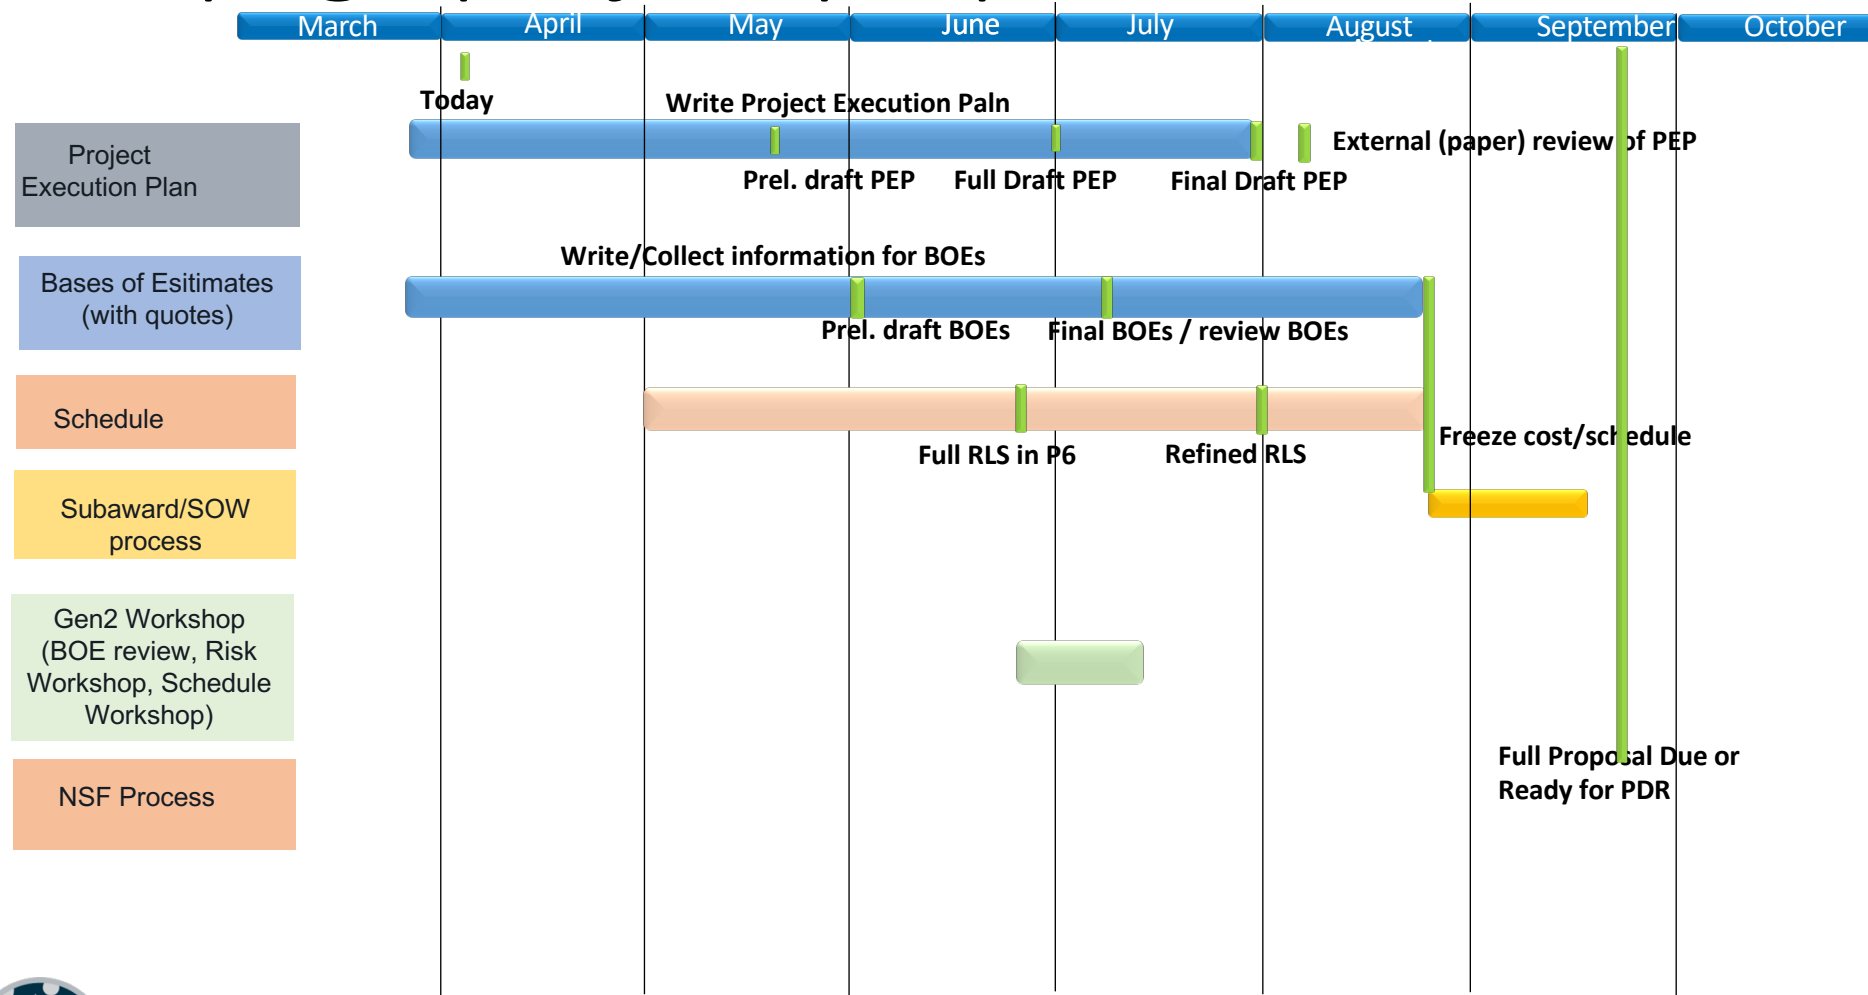 March April May June July August September October
Today
Write Project Execution Paln
Project
Execution Plan
External (paper) review of PEP
Prel. draft PEP Full Draft PEP Final Draft PEP
Write/Collect information for BOEs
Bases of Esitimates
(with quotes)
Prel. draft BOEs Final BOEs / review BOEs
Schedule
Full RLS in P6 Refined RLS
Freeze cost/schedule
Subaward/SOW
process
Gen2 Workshop
(BOE review, Risk
Workshop, Schedule
Workshop)
Full Proposal Due or
Ready for PDR
NSF Process